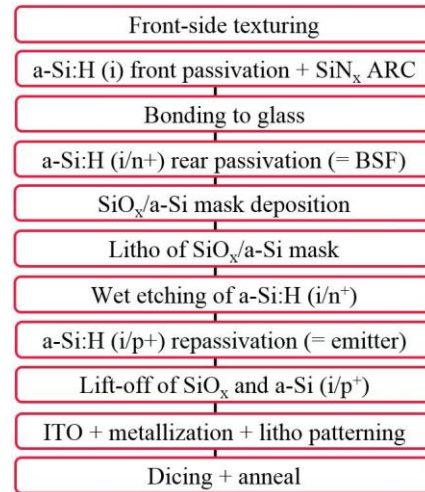 Front-side texturing
a-Si:H (i) front passivation + SiNₓ ARC
Bonding to glass
a-Si:H (i/n+) rear passivation (= BSF)
SiOₓ/a-Si mask deposition
Litho of SiOₓ/a-Si mask
Wet etching of a-Si:H (i/n⁺)
a-Si:H (i/p+) repassivation (= emitter)
Lift-off of SiOₓ and a-Si (i/p⁺)
ITO + metallization + litho patterning
Dicing + anneal